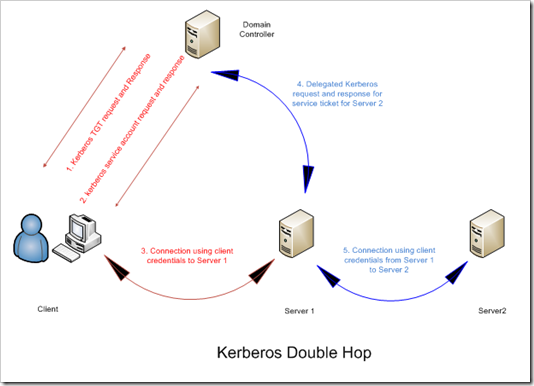 Domain
Controller
1. Kerberos TGT request and Response
2. kerberos service account request and response
4. Delegated Kerberos
request and response for
service ticket for Server 2
3. Connection using client
credentials to Server 1
5. Connection using client
credentials from Server 1
to Server 2
Client
Server 1
Server2
Kerberos Double Hop